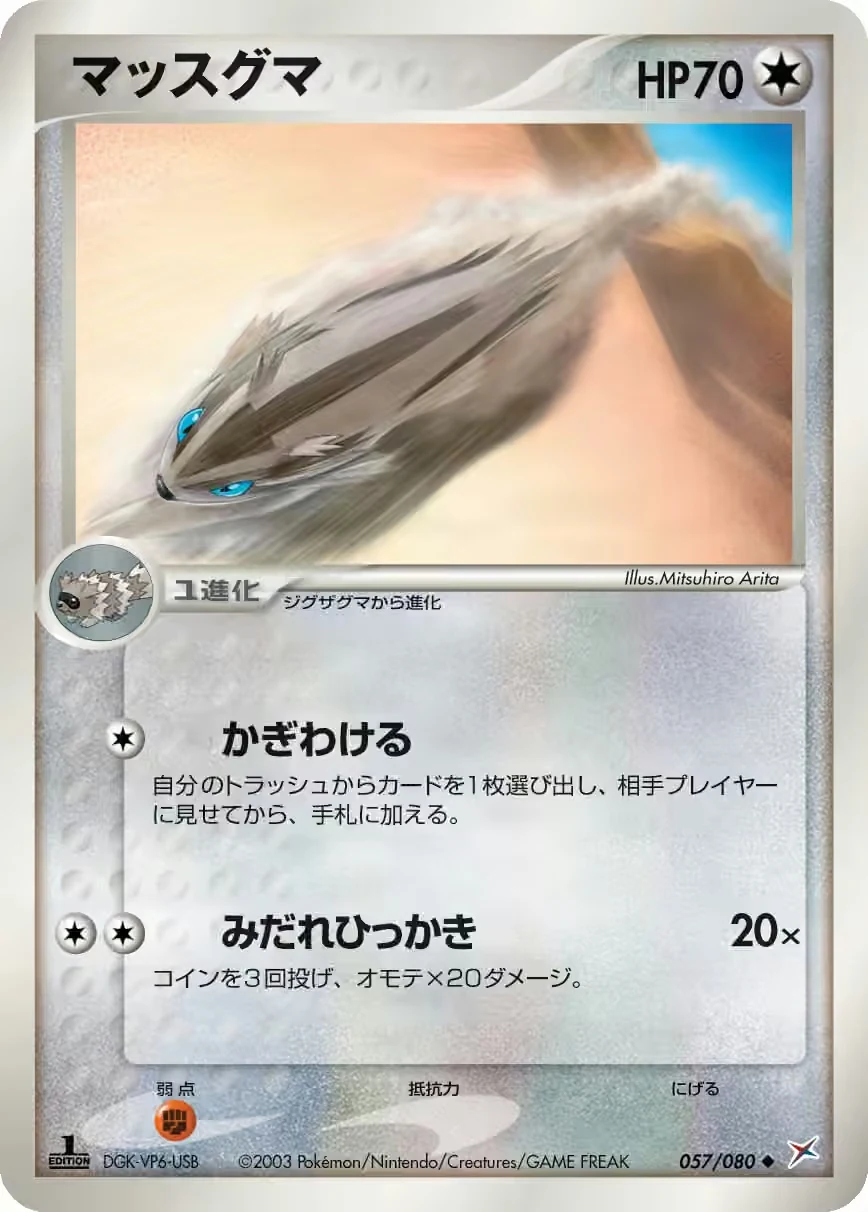 マッスグマ
HP70
Illus.Mitsuhiro Arita
1進化
ジグザグマから進化
かぎわける
自分のトラッシュからカードを1枚選び出し、相手プレイヤー
に見せてから、手札に加える。
みだれひっかき 20×
コインを3回投げ、オモテ×20ダメージ。
弱点 抵抗力 にげる
1 EDITION DGK-VP6-USB ©2003 Pokémon/Nintendo/Creatures/GAME FREAK 057/080 ◆